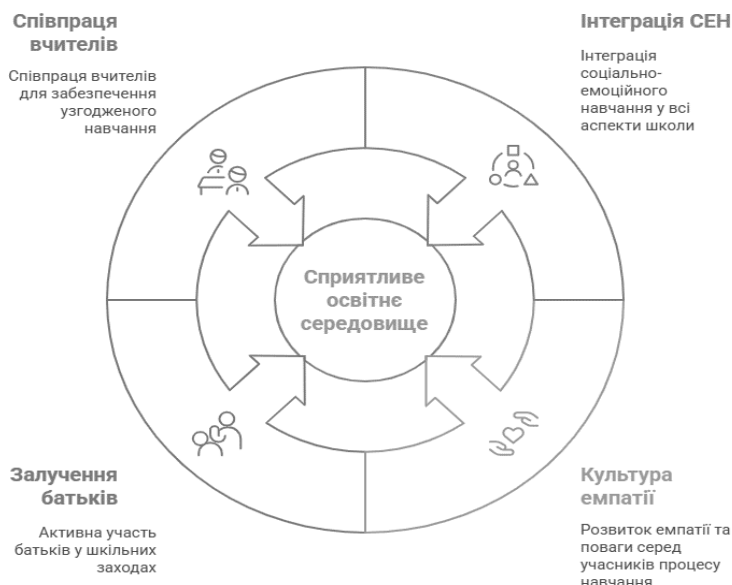 Співпраця
вчителів
Співпраця вчителів
для забезпечення
узгодженого
навчання
Інтеграція СЕН
Інтеграція
соціально-
емоційного
навчання у всі
аспекти школи
Сприятливе
освітнє
середовище
Залучення
батьків
Активна участь
батьків у шкільних
заходах
Культура
емпатії
Розвиток емпатії та
поваги серед
учасників процесу
навчання